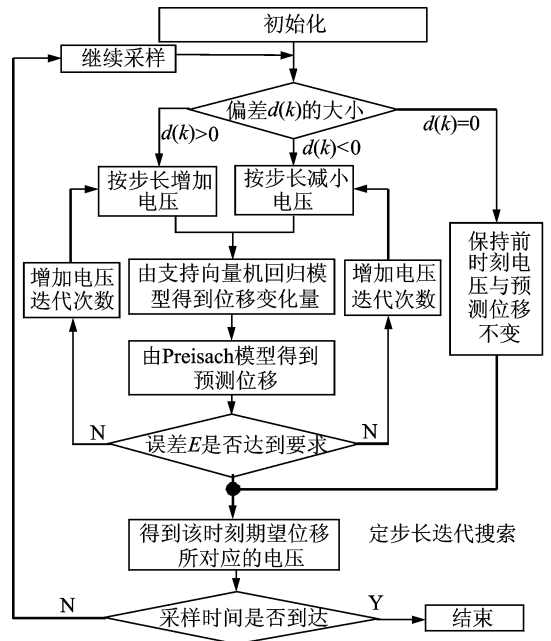 初始化
继续采样
偏差d(k)的大小
d(k)>0
d(k)<0
d(k)=0
按步长增加
电压
按步长减小
电压
保持前
时刻电
压与预
测位移
不变
增加电压
迭代次数
由支持向量机回归模
型得到位移变化量
增加电压
迭代次数
由Preisach模型得到
预测位移
N
误差E是否达到要求
N
得到该时刻期望位移
所对应的电压
定步长迭代搜索
N
采样时间是否到达
Y
结束